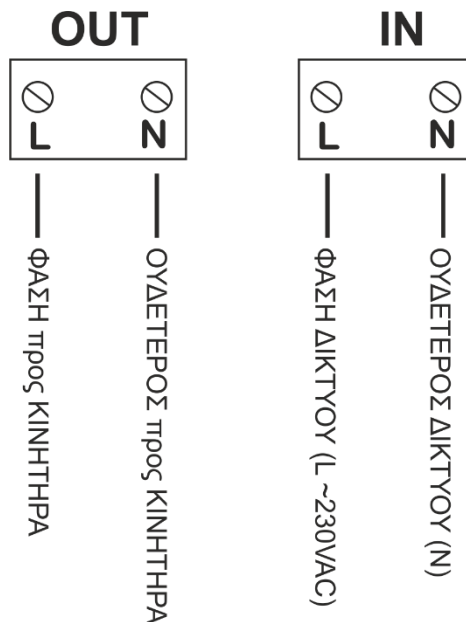 OUT
IN
L
N
L
N
ΦΑΣΗ προς ΚΙΝΗΤΗΡΑ
ΟΥΔΕΤΕΡΟΣ προς ΚΙΝΗΤΗΡΑ
ΦΑΣΗ ΔΙΚΤΥΟΥ (L ~230VAC)
ΟΥΔΕΤΕΡΟΣ ΔΙΚΤΥΟΥ (N)